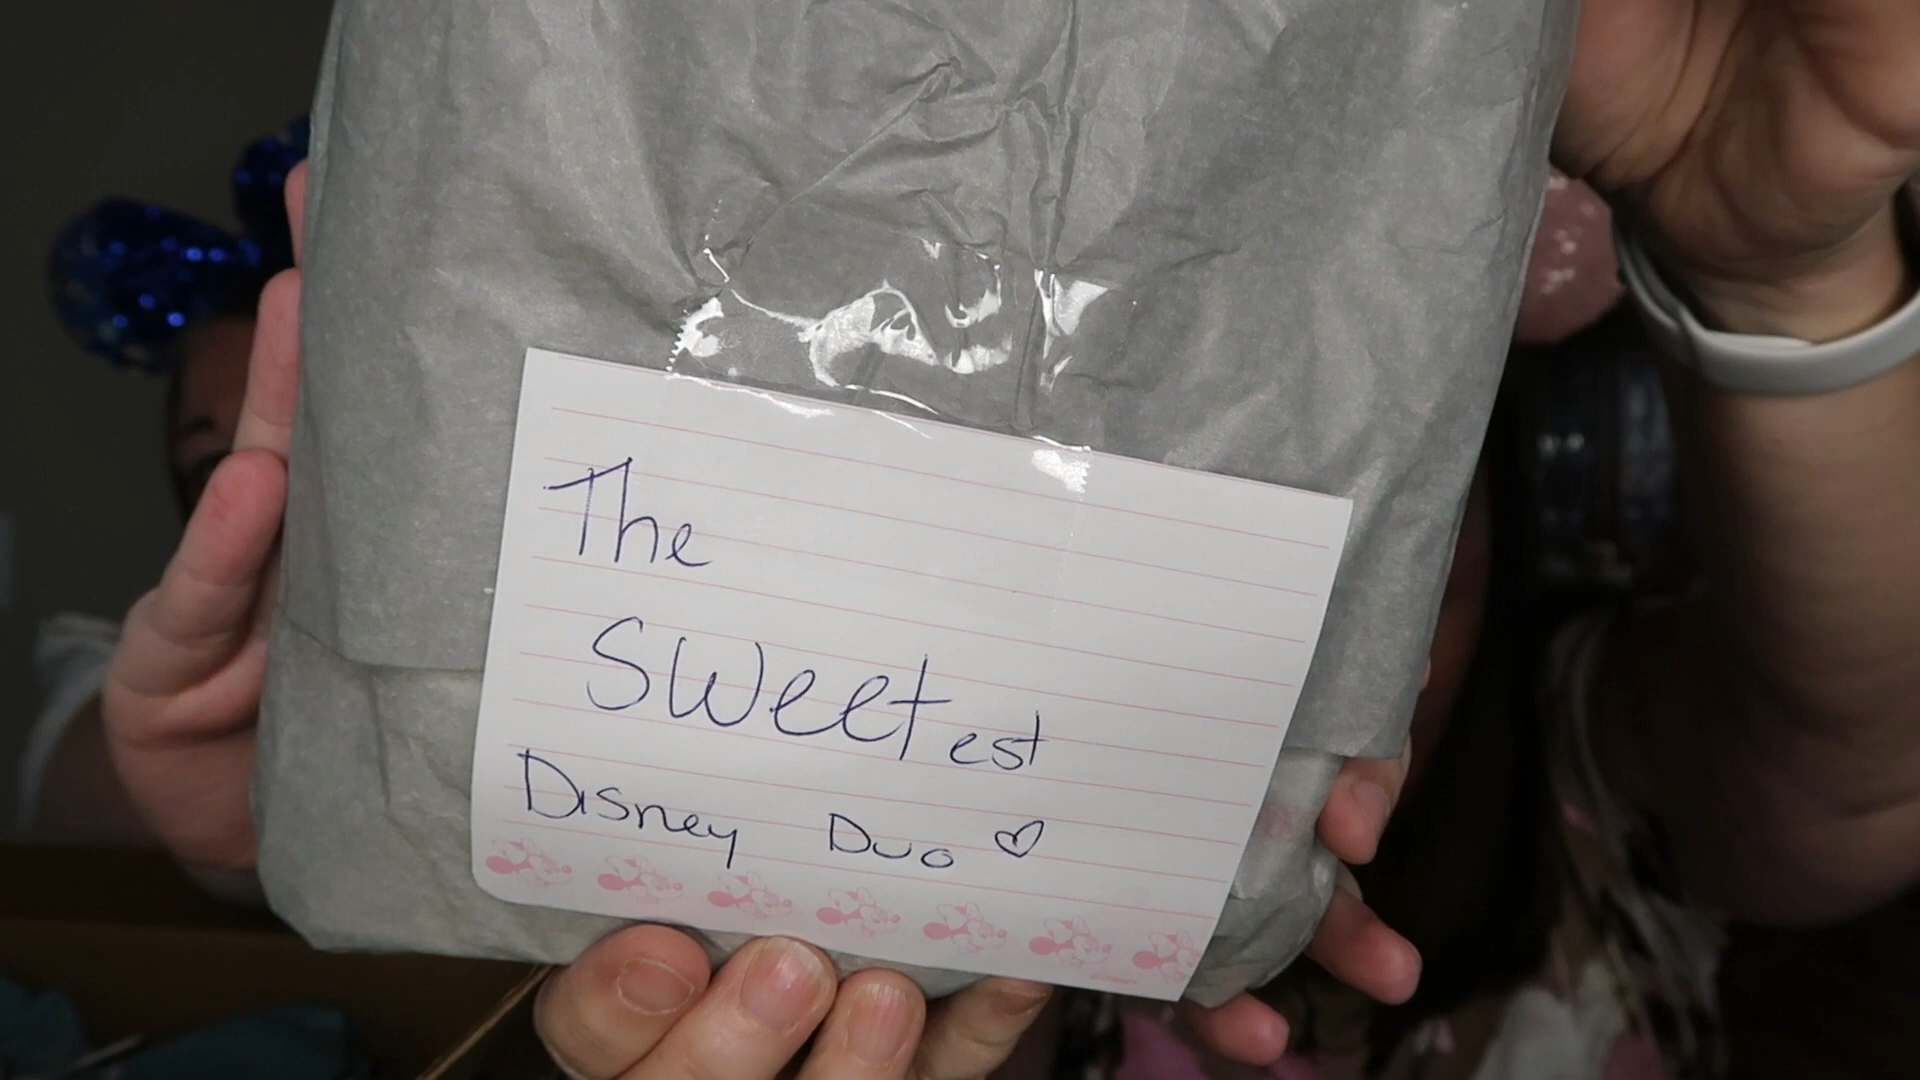 The
Sweetest
Disney Duo ♡